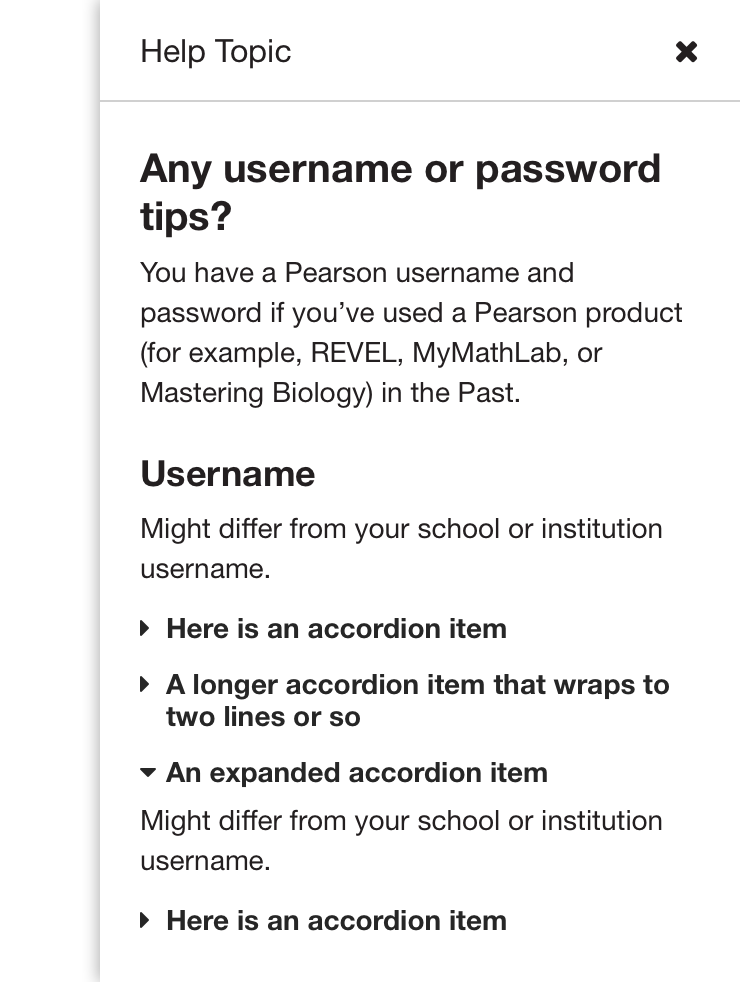 Help Topic
Any username or password
tips?
You have a Pearson username and
password if you’ve used a Pearson product
(for example, REVEL, MyMathLab, or
Mastering Biology) in the Past.
Username
Might differ from your school or institution
username.
Here is an accordion item
A longer accordion item that wraps to
two lines or so
An expanded accordion item
Might differ from your school or institution
username.
Here is an accordion item